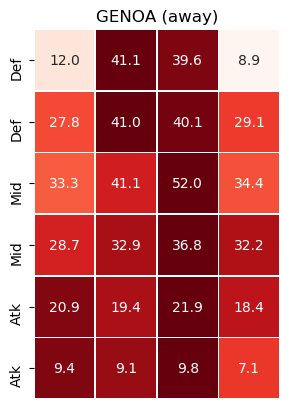 GENOA (away)
Def 12.0 41.1 39.6 8.9
Def 27.8 41.0 40.1 29.1
Mid 33.3 41.1 52.0 34.4
Mid 28.7 32.9 36.8 32.2
Atk 20.9 19.4 21.9 18.4
Atk 9.4 9.1 9.8 7.1